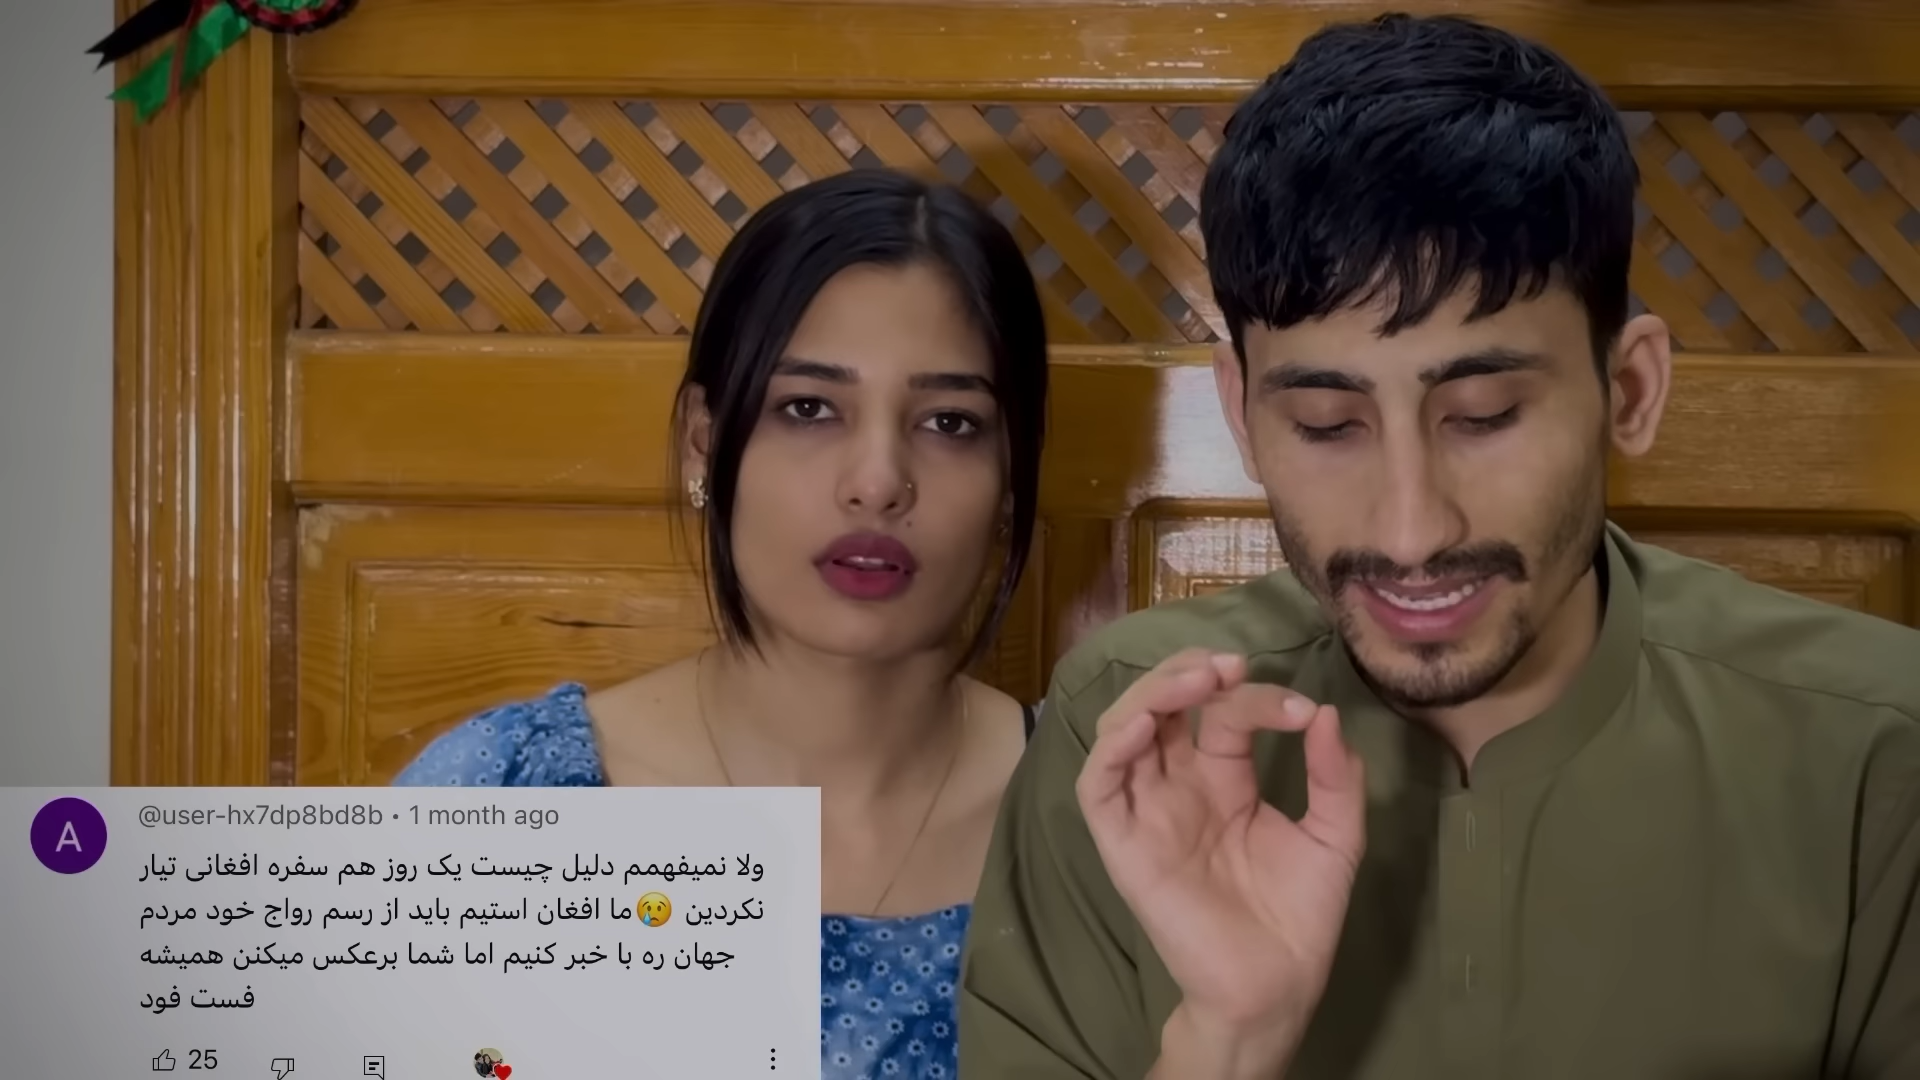 A
@user-hx7dp8bd8b • 1 month ago
ولا نمیفهمم دلیل چیست یک روز هم سفره افغانی تیار
نکردین 😢ما افغان استیم باید از رسم رواج خود مردم
جهان ره با خبر کنیم اما شما برعکس میکنن همیشه
فست فود
25